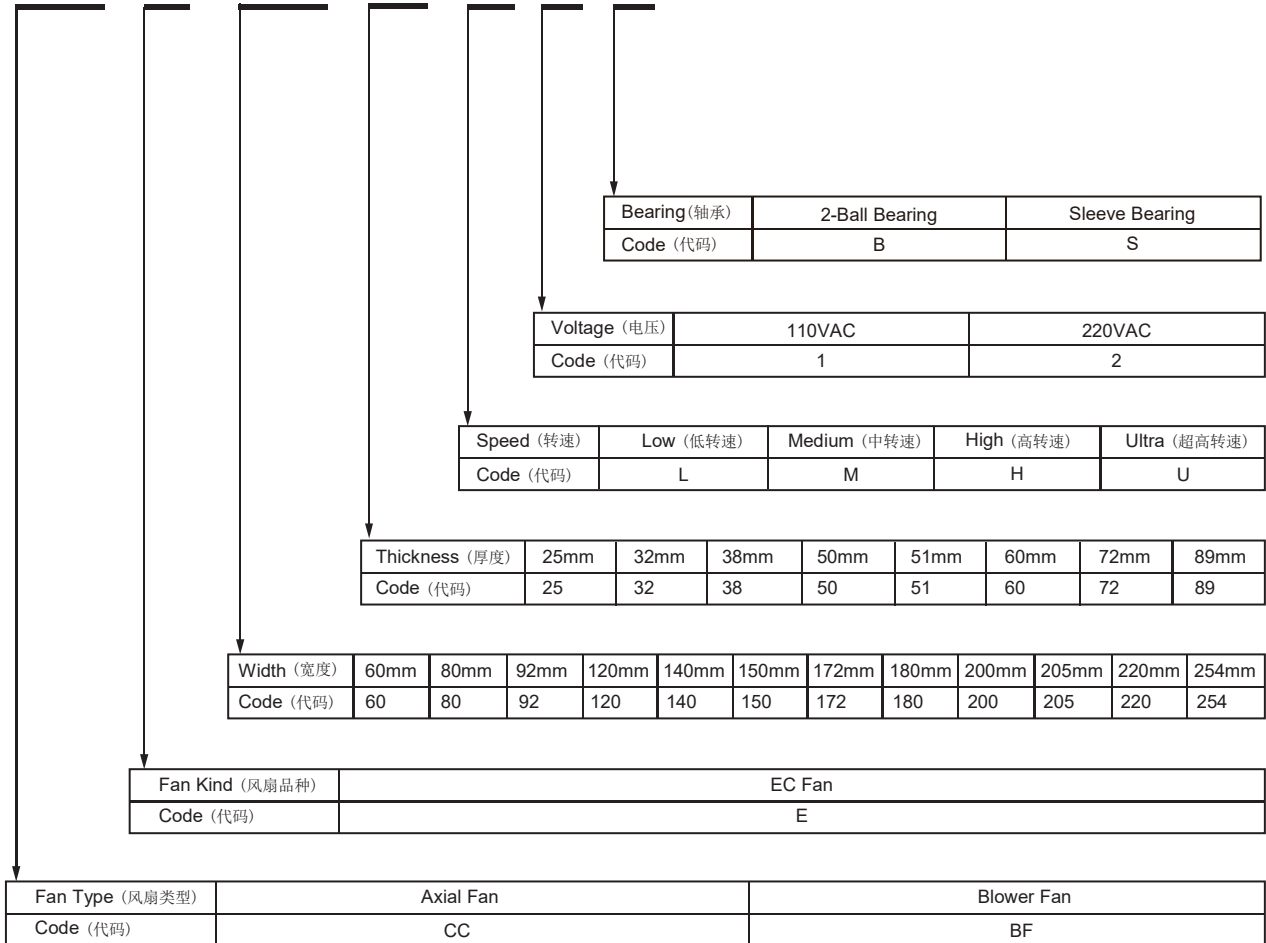 Bearing(轴承) 2-Ball Bearing Sleeve Bearing
Code (代码) B S
Voltage (电压) 110VAC 220VAC
Code (代码) 1 2
Speed (转速) Low (低转速) Medium (中转速) High (高转速) Ultra (超高转速)
Code (代码) L M H U
Thickness (厚度) 25mm 32mm 38mm 50mm 51mm 60mm 72mm 89mm
Code (代码) 25 32 38 50 51 60 72 89
Width (宽度) 60mm 80mm 92mm 120mm 140mm 150mm 172mm 180mm 200mm 205mm 220mm 254mm
Code (代码) 60 80 92 120 140 150 172 180 200 205 220 254
Fan Kind (风扇品种) EC Fan
Code (代码) E
Fan Type (风扇类型) Axial Fan Blower Fan
Code (代码) CC BF